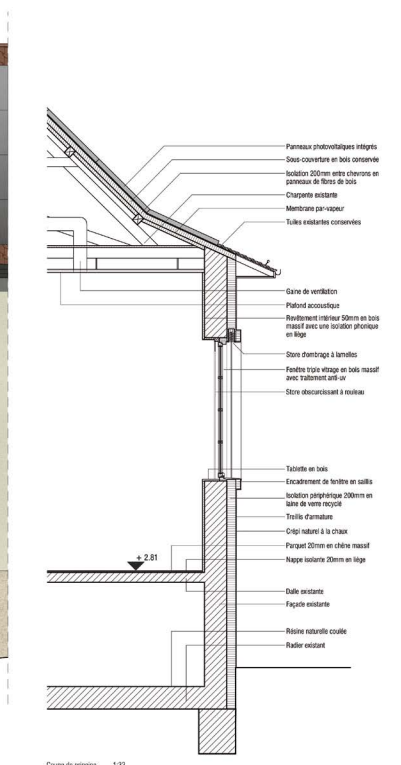 Panneaux photovoltaïques intégrés
Sous-couverture en bois conservée
Isolation 200mm entre chevrons en
panneaux de fibres de bois
Charpente existante
Membrane par-vapeur
Tuiles existantes conservées
Gaine de ventilation
Plafond accoustique
Revêtement intérieur 50mm en bois
massif avec une isolation phonique
en liège
Store d'ombrage à lamelles
Fenêtre triple vitrage en bois massif
avec traitement anti-uv
Store obscurcissant à rouleau
Tablette en bois
Encadrement de fenêtre en saillis
Isolation périphérique 200mm en
laine de verre recyclé
Treillis d'armature
Crépi naturel à la chaux
Parquet 20mm en chêne massif
+ 2.81
Nappe isolante 20mm en liège
Dalle existante
Façade existante
Résine naturelle coulée
Radier existant